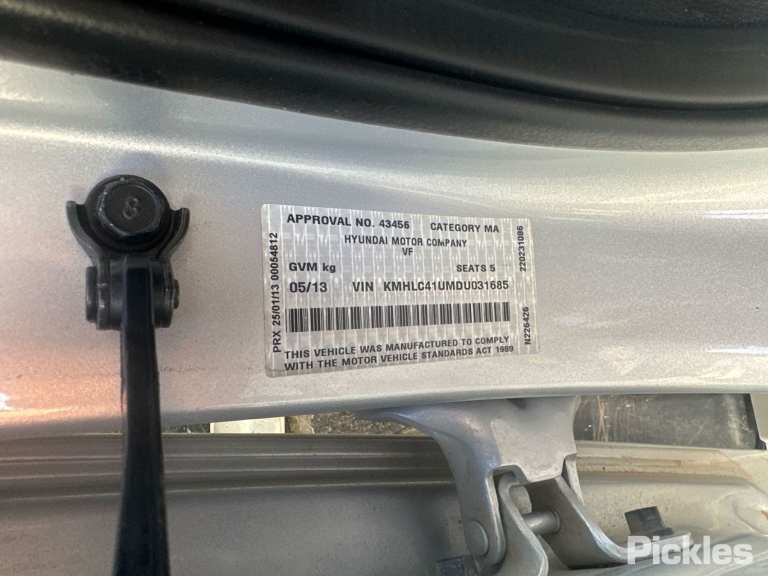 APPROVAL NO. 43456 CATEGORY MA
HYUNDAI MOTOR COMPANY
VF
GVM kg SEATS 5
05/13 VIN KMHLC41UMDU031685
THIS VEHICLE WAS MANUFACTURED TO COMPLY
WITH THE MOTOR VEHICLE STANDARDS ACT 1989
PRX 25/01/13 00054812
220231086
N226426
8
Pickles